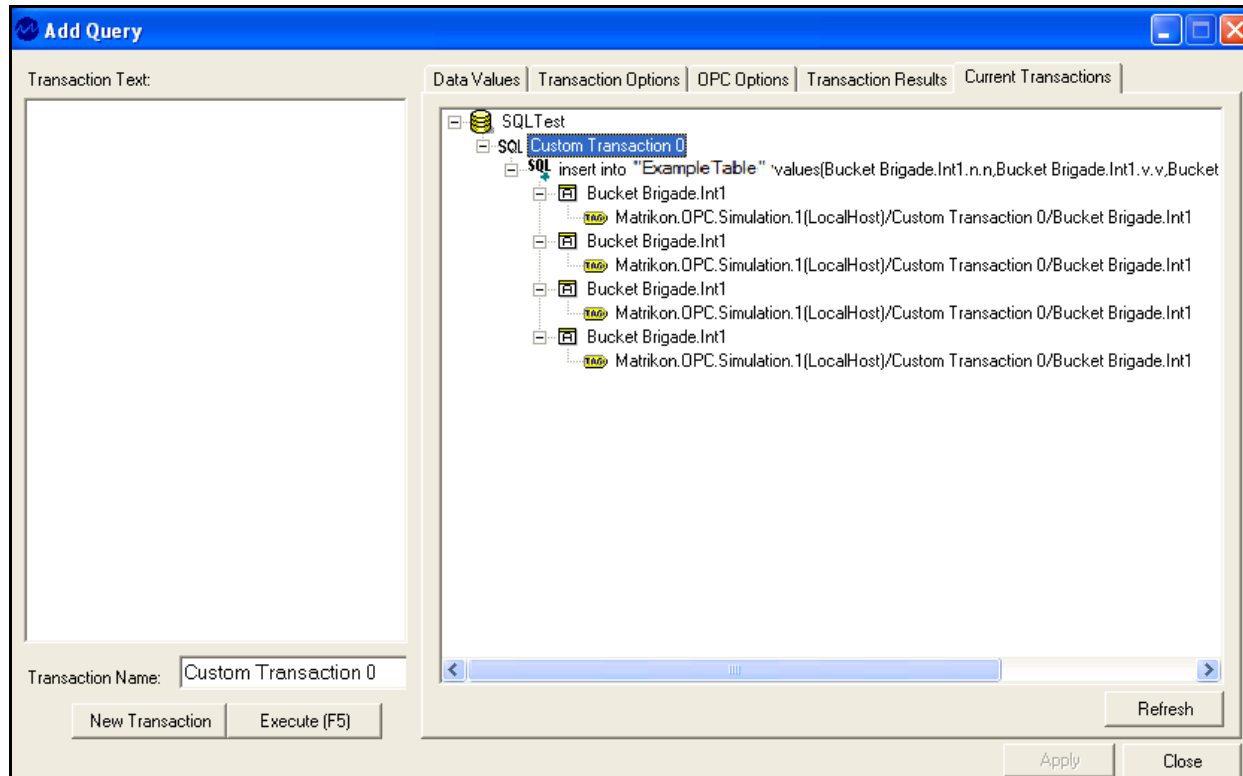 Add Query
Transaction Text:
Data Values Transaction Options OPC Options Transaction Results Current Transactions
SQLTest
SQL Custom Transaction 0
SQL insert into "ExampleTable" 'values(Bucket Brigade.Int1.n.n,Bucket Brigade.Int1.v.v,Bucket
A Bucket Brigade.Int1
TAG Matrikon.OPC.Simulation.1(LocalHost)/Custom Transaction 0/Bucket Brigade.Int1
A Bucket Brigade.Int1
TAG Matrikon.OPC.Simulation.1(LocalHost)/Custom Transaction 0/Bucket Brigade.Int1
A Bucket Brigade.Int1
TAG Matrikon.OPC.Simulation.1(LocalHost)/Custom Transaction 0/Bucket Brigade.Int1
A Bucket Brigade.Int1
TAG Matrikon.OPC.Simulation.1(LocalHost)/Custom Transaction 0/Bucket Brigade.Int1
Transaction Name: Custom Transaction 0
New Transaction Execute (F5)
Refresh
Apply Close